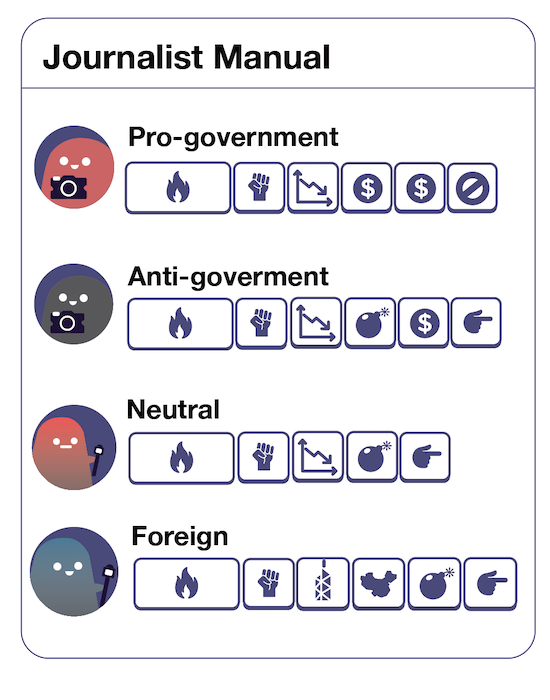 Journalist Manual
Pro-government
$ $
Anti-goverment
$
Neutral
Foreign